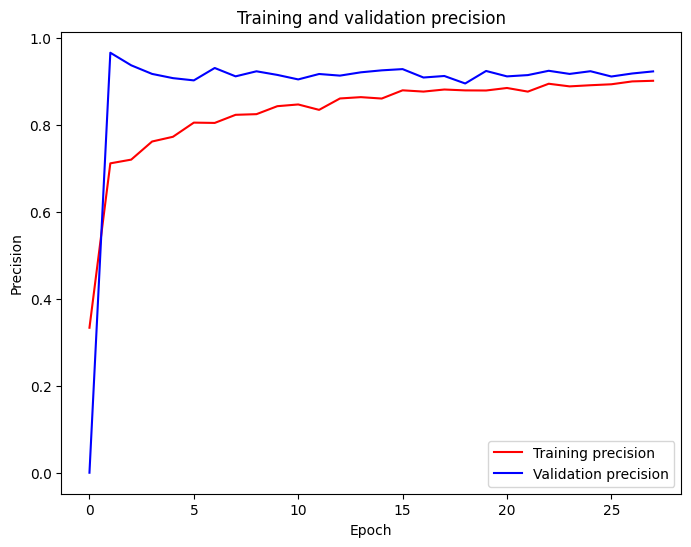 Training and validation precision
1.0
0.8
0.6
0.4
0.2
0.0
Precision
0
5
10
15
20
25
Epoch
Training precision
Validation precision